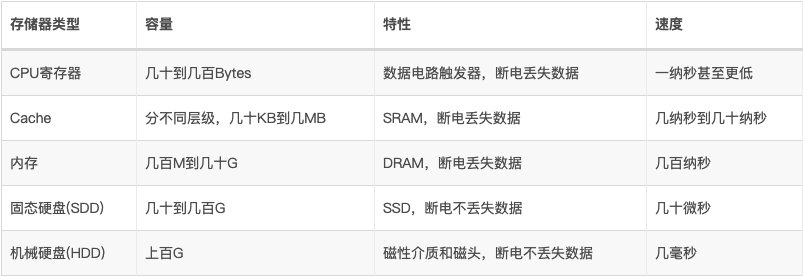 存储器类型 容量 特性 速度
CPU寄存器 几十到几百Bytes 数据电路触发器，断电丢失数据 一纳秒甚至更低
Cache 分不同层级，几十KB到几MB SRAM，断电丢失数据 几纳秒到几十纳秒
内存 几百M到几十G DRAM，断电丢失数据 几百纳秒
固态硬盘(SDD) 几十到几百G SSD，断电不丢失数据 几十微秒
机械硬盘(HDD) 上百G 磁性介质和磁头，断电不丢失数据 几毫秒